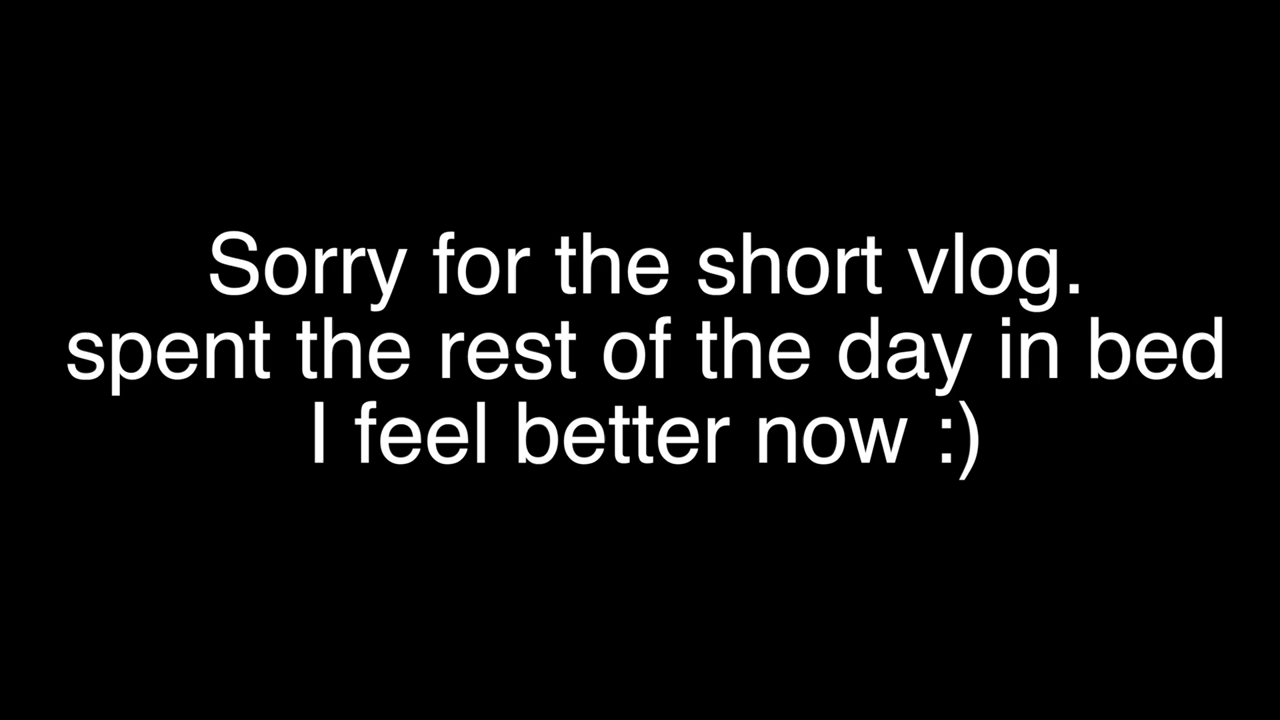 Sorry for the short vlog.
spent the rest of the day in bed
I feel better now :)